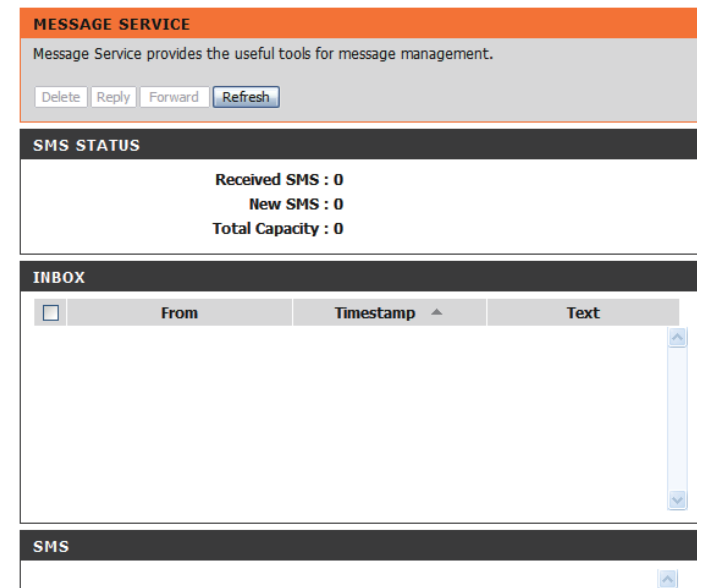 MESSAGE SERVICE
Message Service provides the useful tools for message management.
Delete Reply Forward Refresh
SMS STATUS
Received SMS : 0
New SMS : 0
Total Capacity : 0
INBOX
From Timestamp Text
SMS